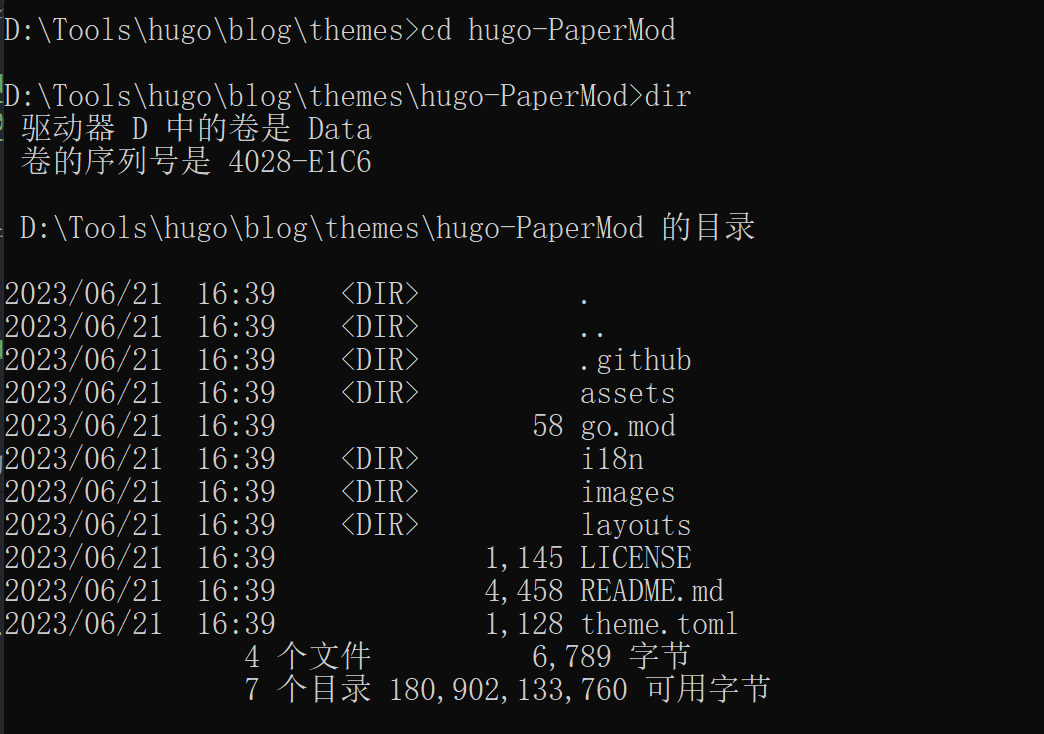 D:\Tools\hugo\blog\themes>cd hugo-PaperMod
D:\Tools\hugo\blog\themes\hugo-PaperMod>dir
驱动器 D 中的卷是 Data
卷的序列号是 4028-E1C6
D:\Tools\hugo\blog\themes\hugo-PaperMod 的目录
2023/06/21  16:39    <DIR>          .
2023/06/21  16:39    <DIR>          ..
2023/06/21  16:39    <DIR>          .github
2023/06/21  16:39    <DIR>          assets
2023/06/21  16:39                58 go.mod
2023/06/21  16:39    <DIR>          i18n
2023/06/21  16:39    <DIR>          images
2023/06/21  16:39    <DIR>          layouts
2023/06/21  16:39             1,145 LICENSE
2023/06/21  16:39             4,458 README.md
2023/06/21  16:39             1,128 theme.toml
4 个文件          6,789 字节
7 个目录 180,902,133,760 可用字节